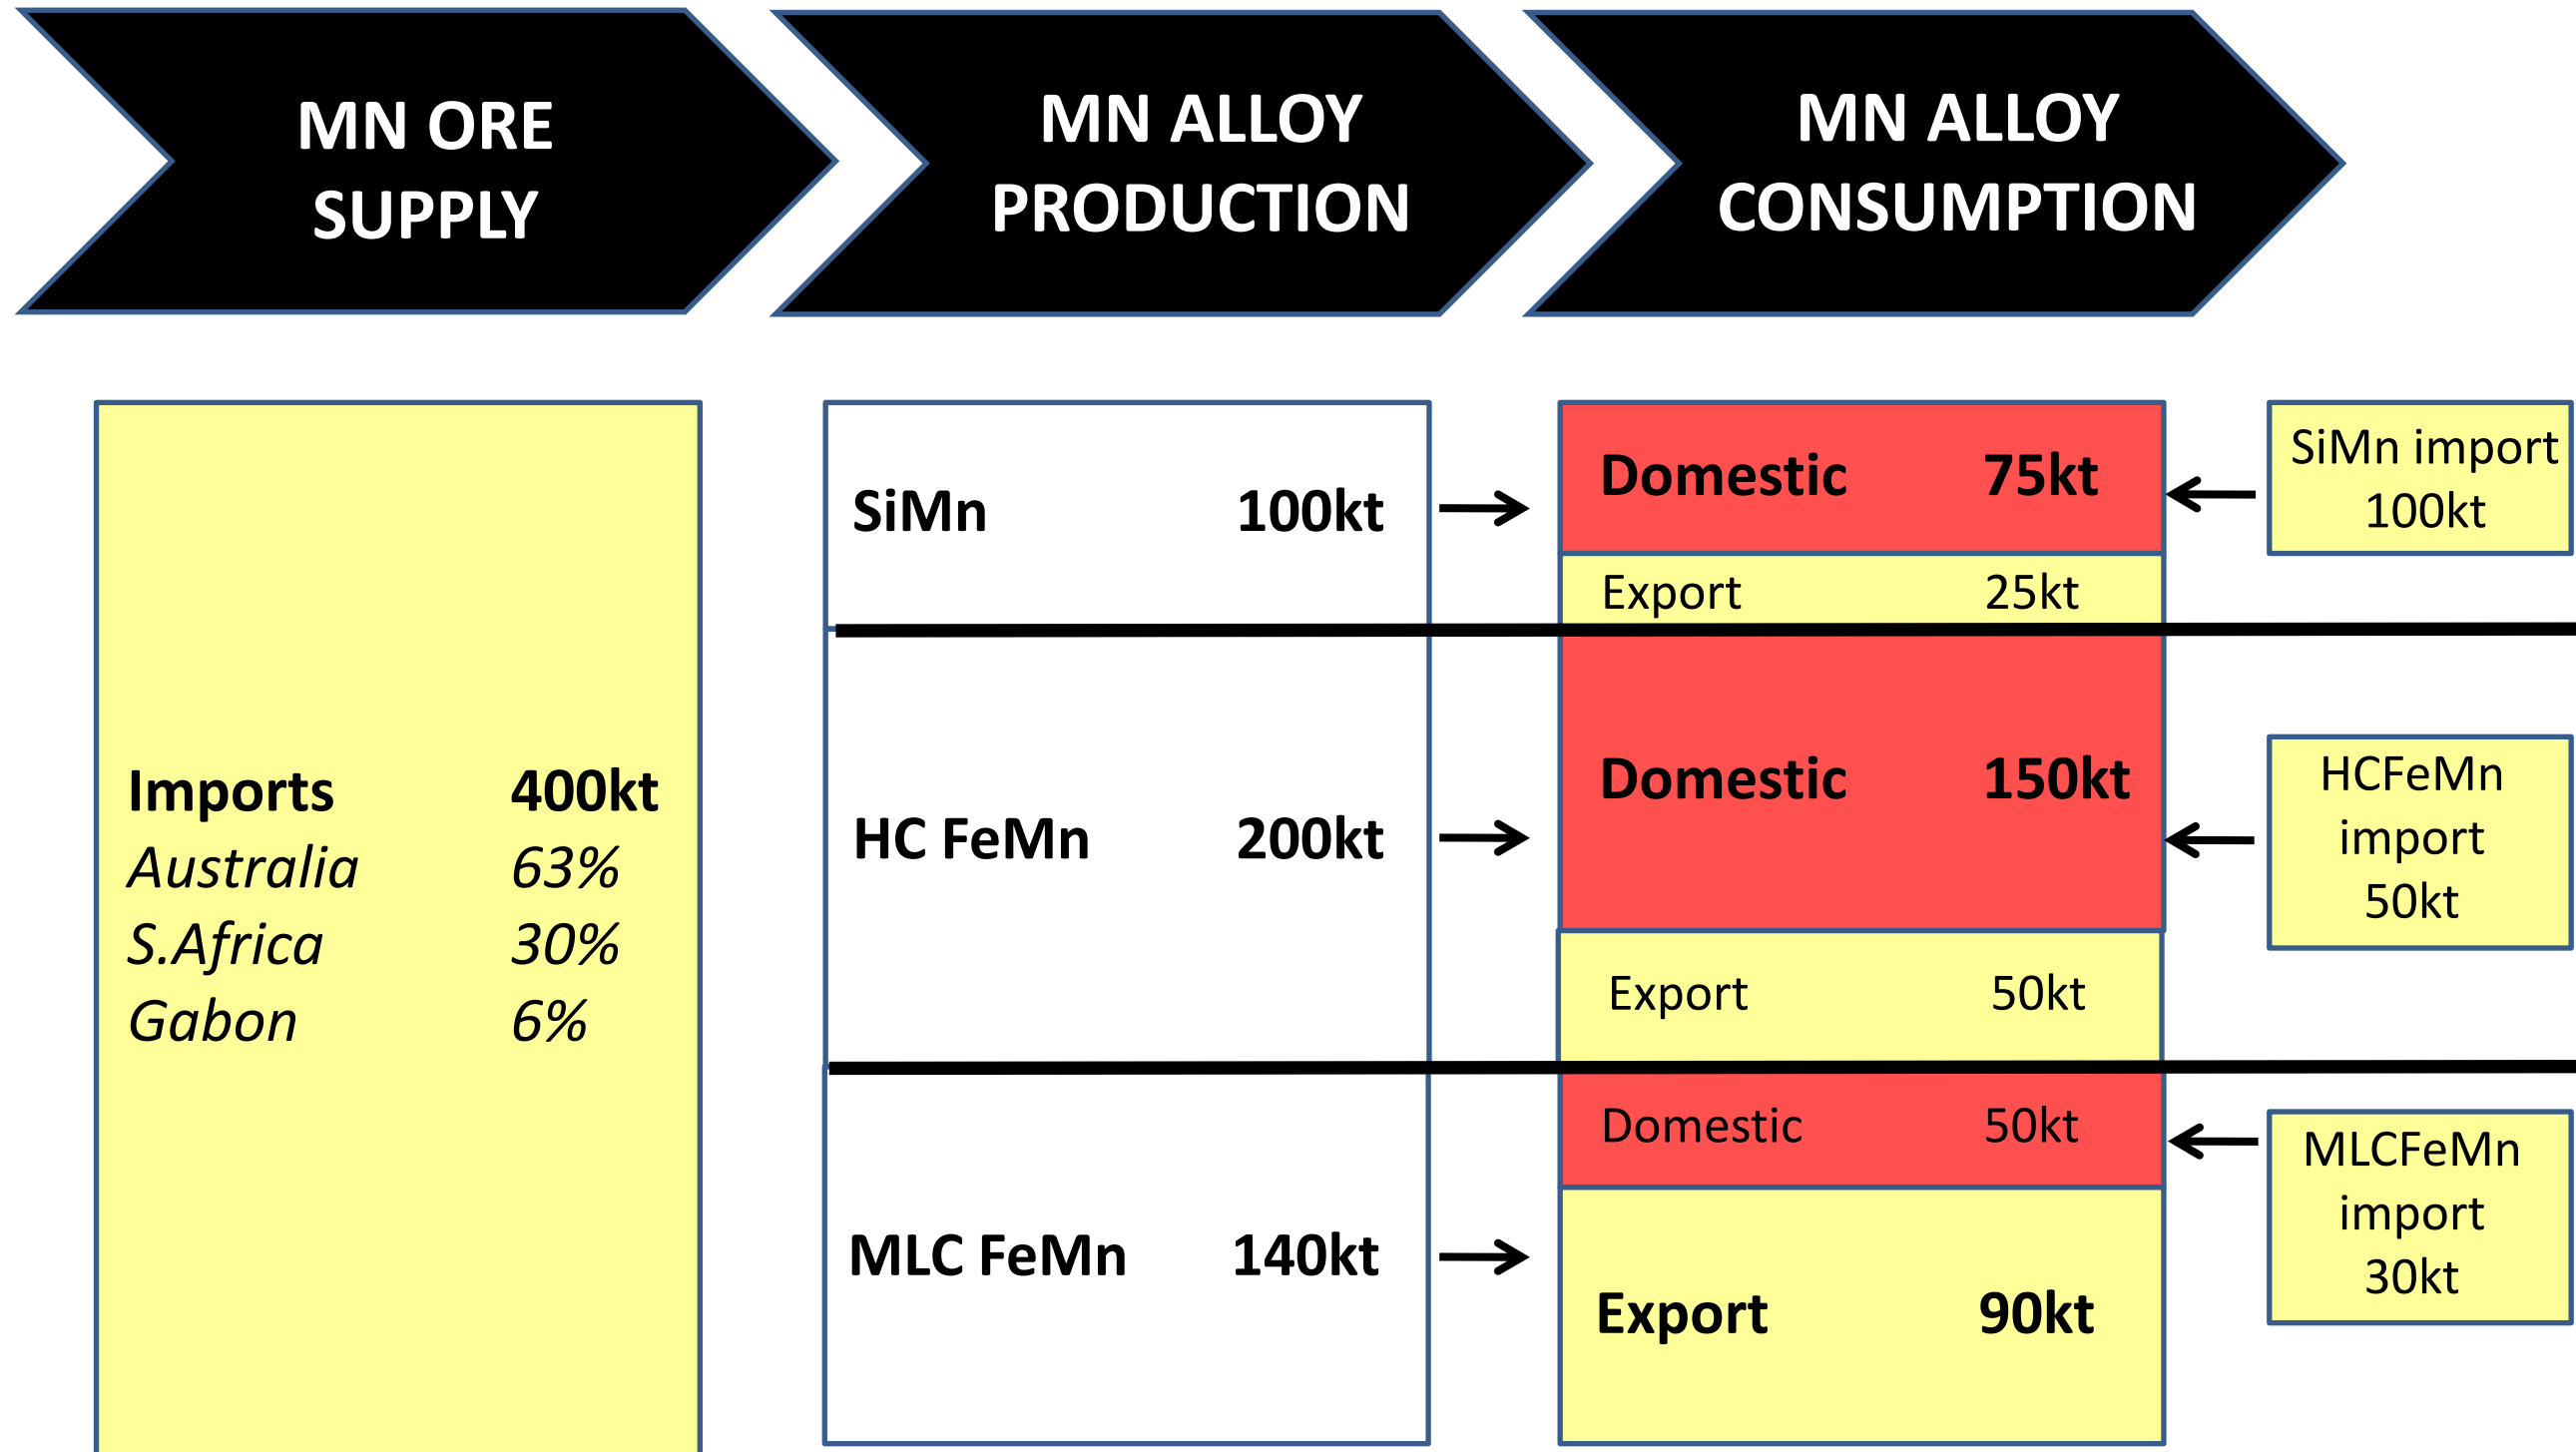 MN ORE
SUPPLY
MN ALLOY
PRODUCTION
MN ALLOY
CONSUMPTION
Imports 400kt
Australia 63%
S.Africa 30%
Gabon 6%
SiMn 100kt
HC FeMn 200kt
MLC FeMn 140kt
Domestic 75kt
Export 25kt
Domestic 150kt
Export 50kt
Domestic 50kt
Export 90kt
SiMn import
100kt
HCFeMn
import
50kt
MLCFeMn
import
30kt